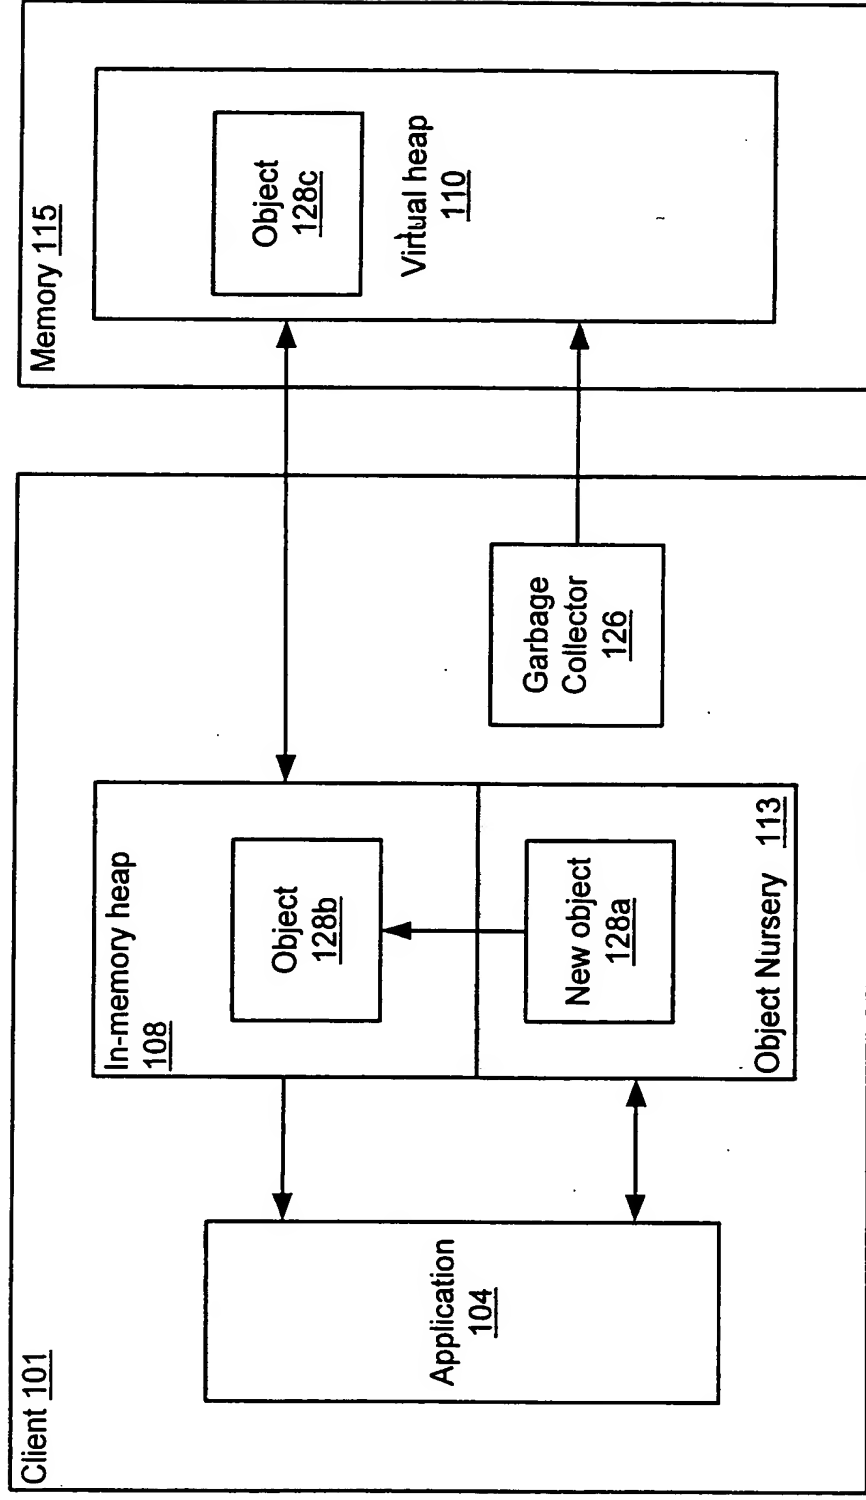 Client 101
Application
104
In-memory heap
108
Object
128b
New object
128a
Object Nursery 113
Garbage
Collector
126
Memory 115
Object
128c
Virtual heap
110